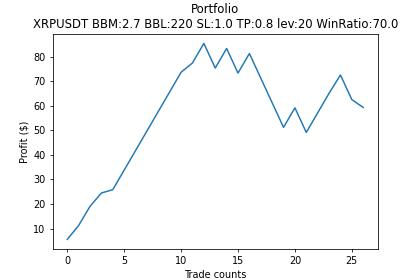 Portfolio
XRPUSDT BBM:2.7 BBL:220 SL:1.0 TP:0.8 lev:20 WinRatio:70.0
Profit ($)
80
70
60
50
40
30
20
10
0 5 10 15 20 25
Trade counts